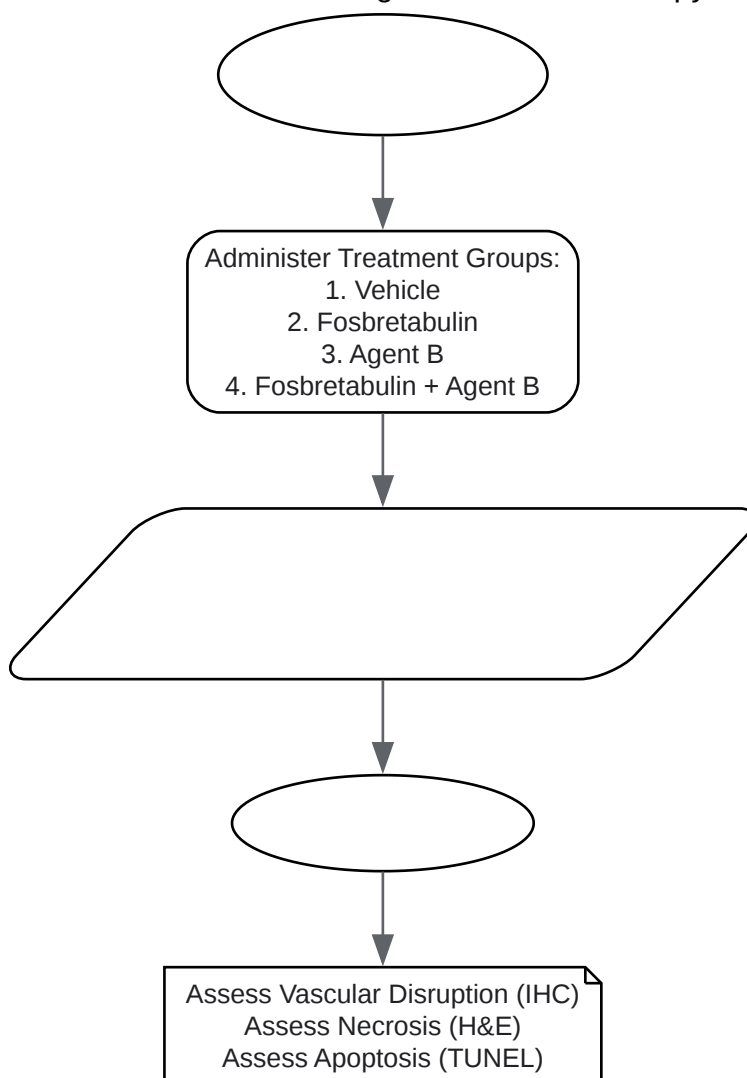 Administer Treatment Groups:
1. Vehicle
2. Fosbretabulin
3. Agent B
4. Fosbretabulin + Agent B
Assess Vascular Disruption (IHC)
Assess Necrosis (H&E)
Assess Apoptosis (TUNEL)